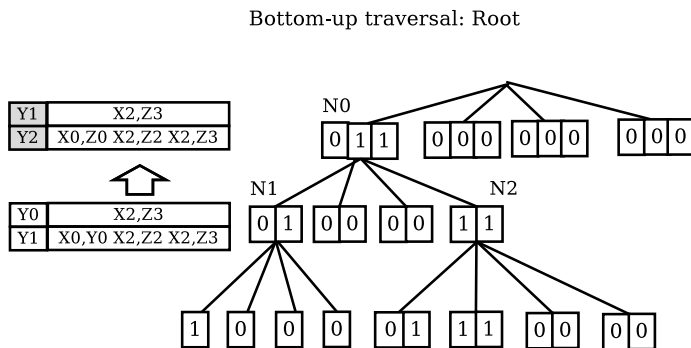 Bottom-up traversal: Root
N0
Y1 X2,Z3
Y2 X0,Z0 X2,Z2 X2,Z3
0 1 1 0 0 0 0 0 0 0 0 0
N1 N2
Y0 X2,Z3
Y1 X0,Y0 X2,Z2 X2,Z3
0 1 0 0 0 0 1 1
1 0 0 0 0 1 1 1 0 0 0 0